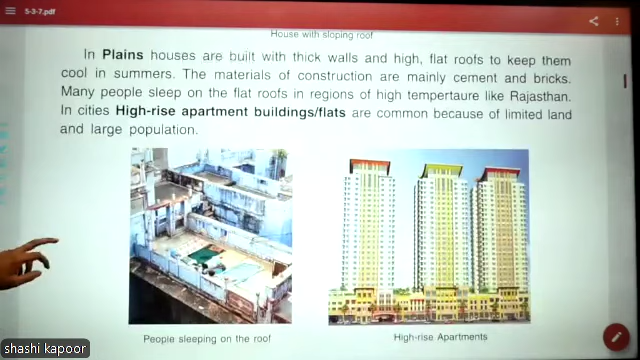 5-3-7.pdf
House with sloping roof
In Plains houses are built with thick walls and high, flat roofs to keep them
cool in summers. The materials of construction are mainly cement and bricks.
Many people sleep on the flat roofs in regions of high tempertaure like Rajasthan.
In cities High-rise apartment buildings/flats are common because of limited land
and large population.
People sleeping on the roof
High-rise Apartments
shashi kapoor